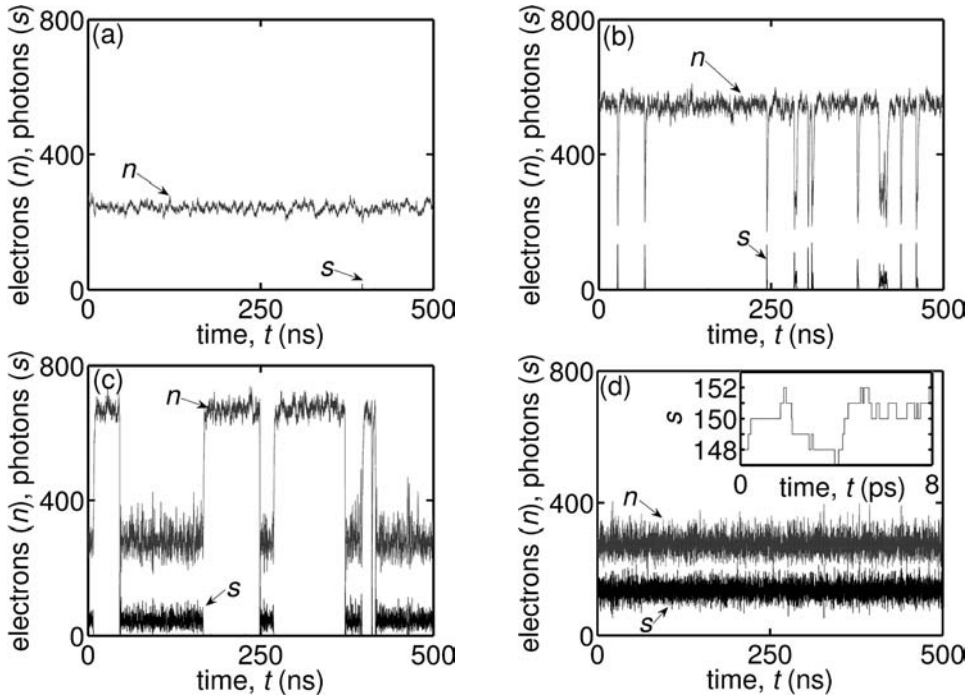 (a)
electrons (n), photons (s)
800
400
0
n
s
0 250 500
time, t (ns)
(b)
electrons (n), photons (s)
800
400
0
n
s
0 250 500
time, t (ns)
(c)
electrons (n), photons (s)
800
400
0
n
s
0 250 500
time, t (ns)
(d)
electrons (n), photons (s)
800
400
0
s
152
150
148
0 8
time, t (ps)
n
s
0 250 500
time, t (ns)